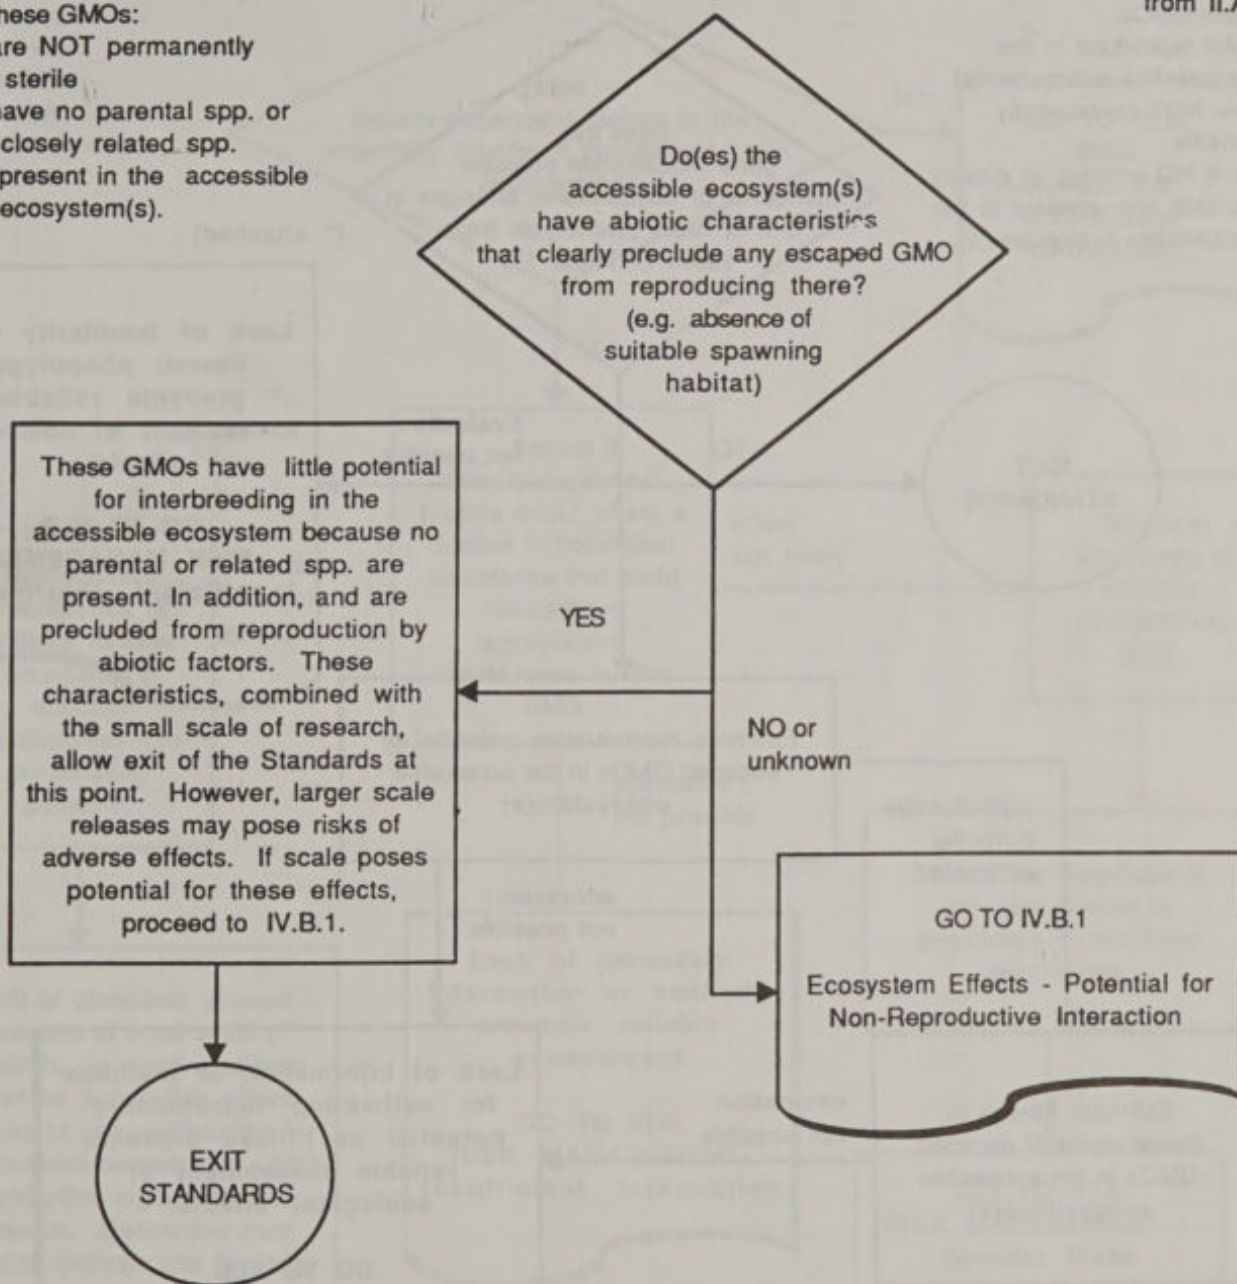 hese GMOs:
are NOT permanently
sterile
have no parental spp. or
closely related spp.
present in the accessible
ecosystem(s).
from II.A
Do(es) the
accessible ecosystem(s)
have abiotic characteristics
that clearly preclude any escaped GMO
from reproducing there?
(e.g. absence of
suitable spawning
habitat)
These GMOs have little potential
for interbreeding in the
accessible ecosystem because no
parental or related spp. are
present. In addition, and are
precluded from reproduction by
abiotic factors. These
characteristics, combined with
the small scale of research,
allow exit of the Standards at
this point. However, larger scale
releases may pose risks of
adverse effects. If scale poses
potential for these effects,
proceed to IV.B.1.
YES
NO or
unknown
GO TO IV.B.1
Ecosystem Effects - Potential for
Non-Reproductive Interaction
EXIT
STANDARDS